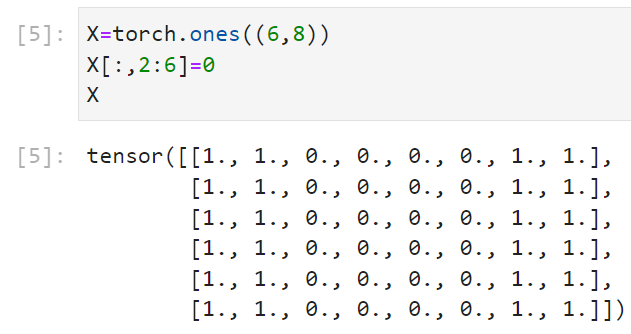 [5]: X=torch.ones((6,8))
X[:,2:6]=0
X
[5]: tensor([[1., 1., 0., 0., 0., 0., 1., 1.],
[1., 1., 0., 0., 0., 0., 1., 1.],
[1., 1., 0., 0., 0., 0., 1., 1.],
[1., 1., 0., 0., 0., 0., 1., 1.],
[1., 1., 0., 0., 0., 0., 1., 1.],
[1., 1., 0., 0., 0., 0., 1., 1.]])